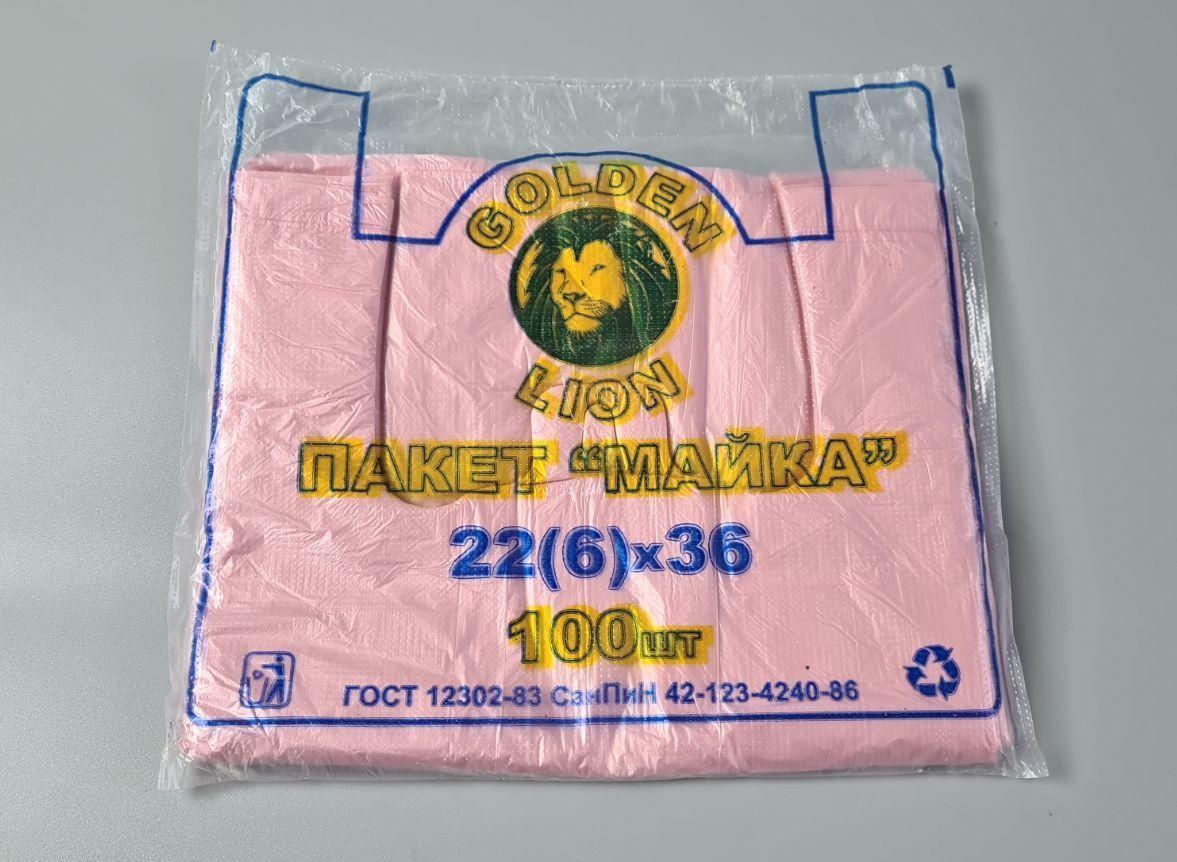 GOLDEN
LION
ПАКЕТ “МАЙКА”
22(6)х36
100шт
ГОСТ 12302-83 СанПиН 42-123-4240-86